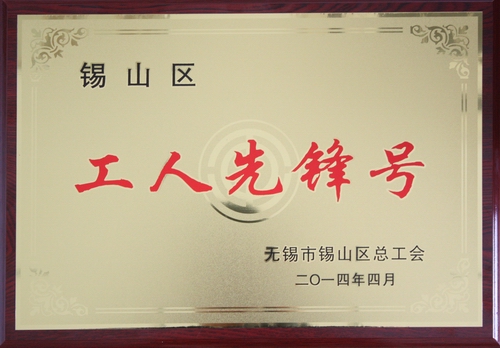 锡山区
工人先锋号
无锡市锡山区总工会
二〇一四年四月